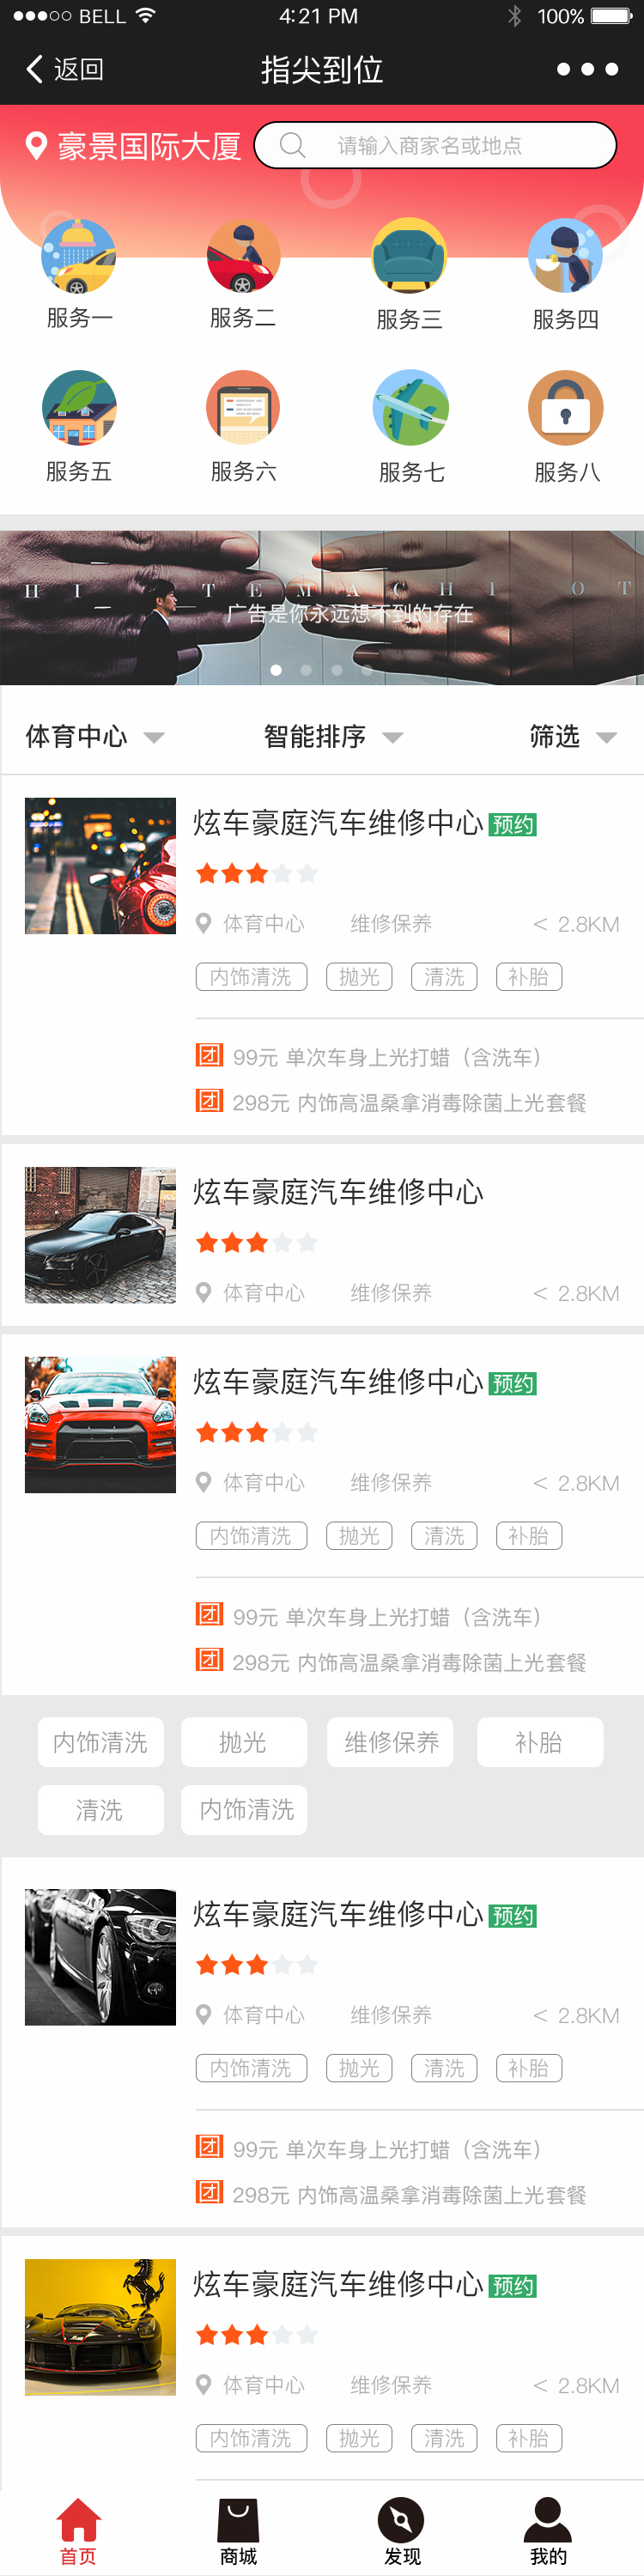 BELL 4:21 PM 100%
返回 指尖到位
豪景国际大厦 请输入商家名或地点
服务一 服务二 服务三 服务四
服务五 服务六 服务七 服务八
HI TEMACHI OT
广告是你永远想不到的存在
体育中心 智能排序 筛选
炫车豪庭汽车维修中心 预约
体育中心 维修保养 < 2.8KM
内饰清洗 抛光 清洗 补胎
团 99元 单次车身上光打蜡（含洗车）
团 298元 内饰高温桑拿消毒除菌上光套餐
炫车豪庭汽车维修中心
体育中心 维修保养 < 2.8KM
炫车豪庭汽车维修中心 预约
体育中心 维修保养 < 2.8KM
内饰清洗 抛光 清洗 补胎
团 99元 单次车身上光打蜡（含洗车）
团 298元 内饰高温桑拿消毒除菌上光套餐
内饰清洗 抛光 维修保养 补胎
清洗 内饰清洗
炫车豪庭汽车维修中心 预约
体育中心 维修保养 < 2.8KM
内饰清洗 抛光 清洗 补胎
团 99元 单次车身上光打蜡（含洗车）
团 298元 内饰高温桑拿消毒除菌上光套餐
炫车豪庭汽车维修中心 预约
体育中心 维修保养 < 2.8KM
内饰清洗 抛光 清洗 补胎
首页 商城 发现 我的